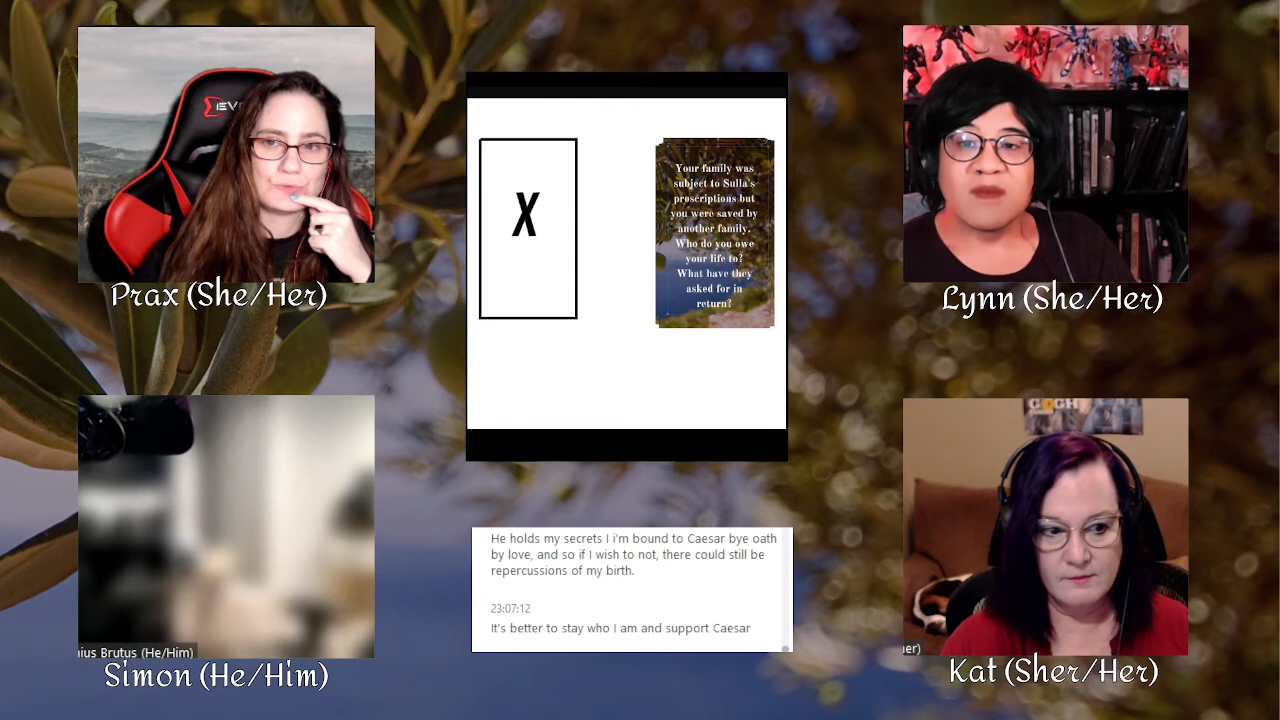 GOGH
X
Your family was
subject to Sulla's
proscriptions but
you were saved by
another family.
Who do you owe
your life to?
What have they
asked for in
return?
Prax (She/Her)
Lynn (She/Her)
He holds my secrets I i'm bound to Caesar bye oath
by love, and so if I wish to not, there could still be
repercussions of my birth.
23:07:12
It's better to stay who I am and support Caesar
ius Brutus (He/Him)
Simon (He/Him)
her)
Kat (Sher/Her)